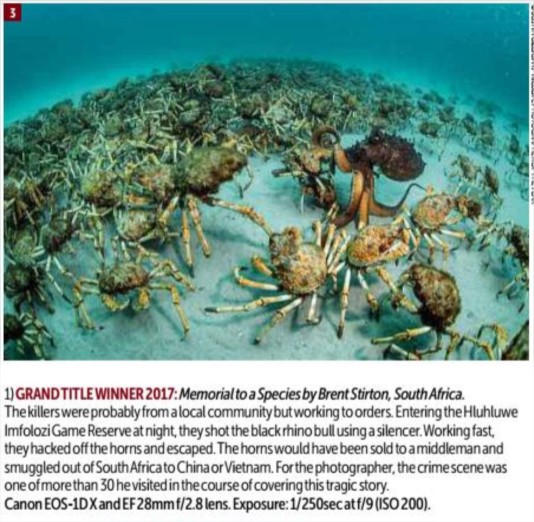 3
1) GRAND TITLE WINNER 2017: Memorial to a Species by Brent Stirton, South Africa.
The killers were probably from a local community but working to orders. Entering the Hluhluwe
Imfolozi Game Reserve at night, they shot the black rhino bull using a silencer. Working fast,
they hacked off the horns and escaped. The horns would have been sold to a middleman and
smuggled out of South Africa to China or Vietnam. For the photographer, the crime scene was
one of more than 30 he visited in the course of covering this tragic story.
Canon EOS-1D X and EF 28mm f/2.8 lens. Exposure: 1/250sec at f/9 (ISO 200).